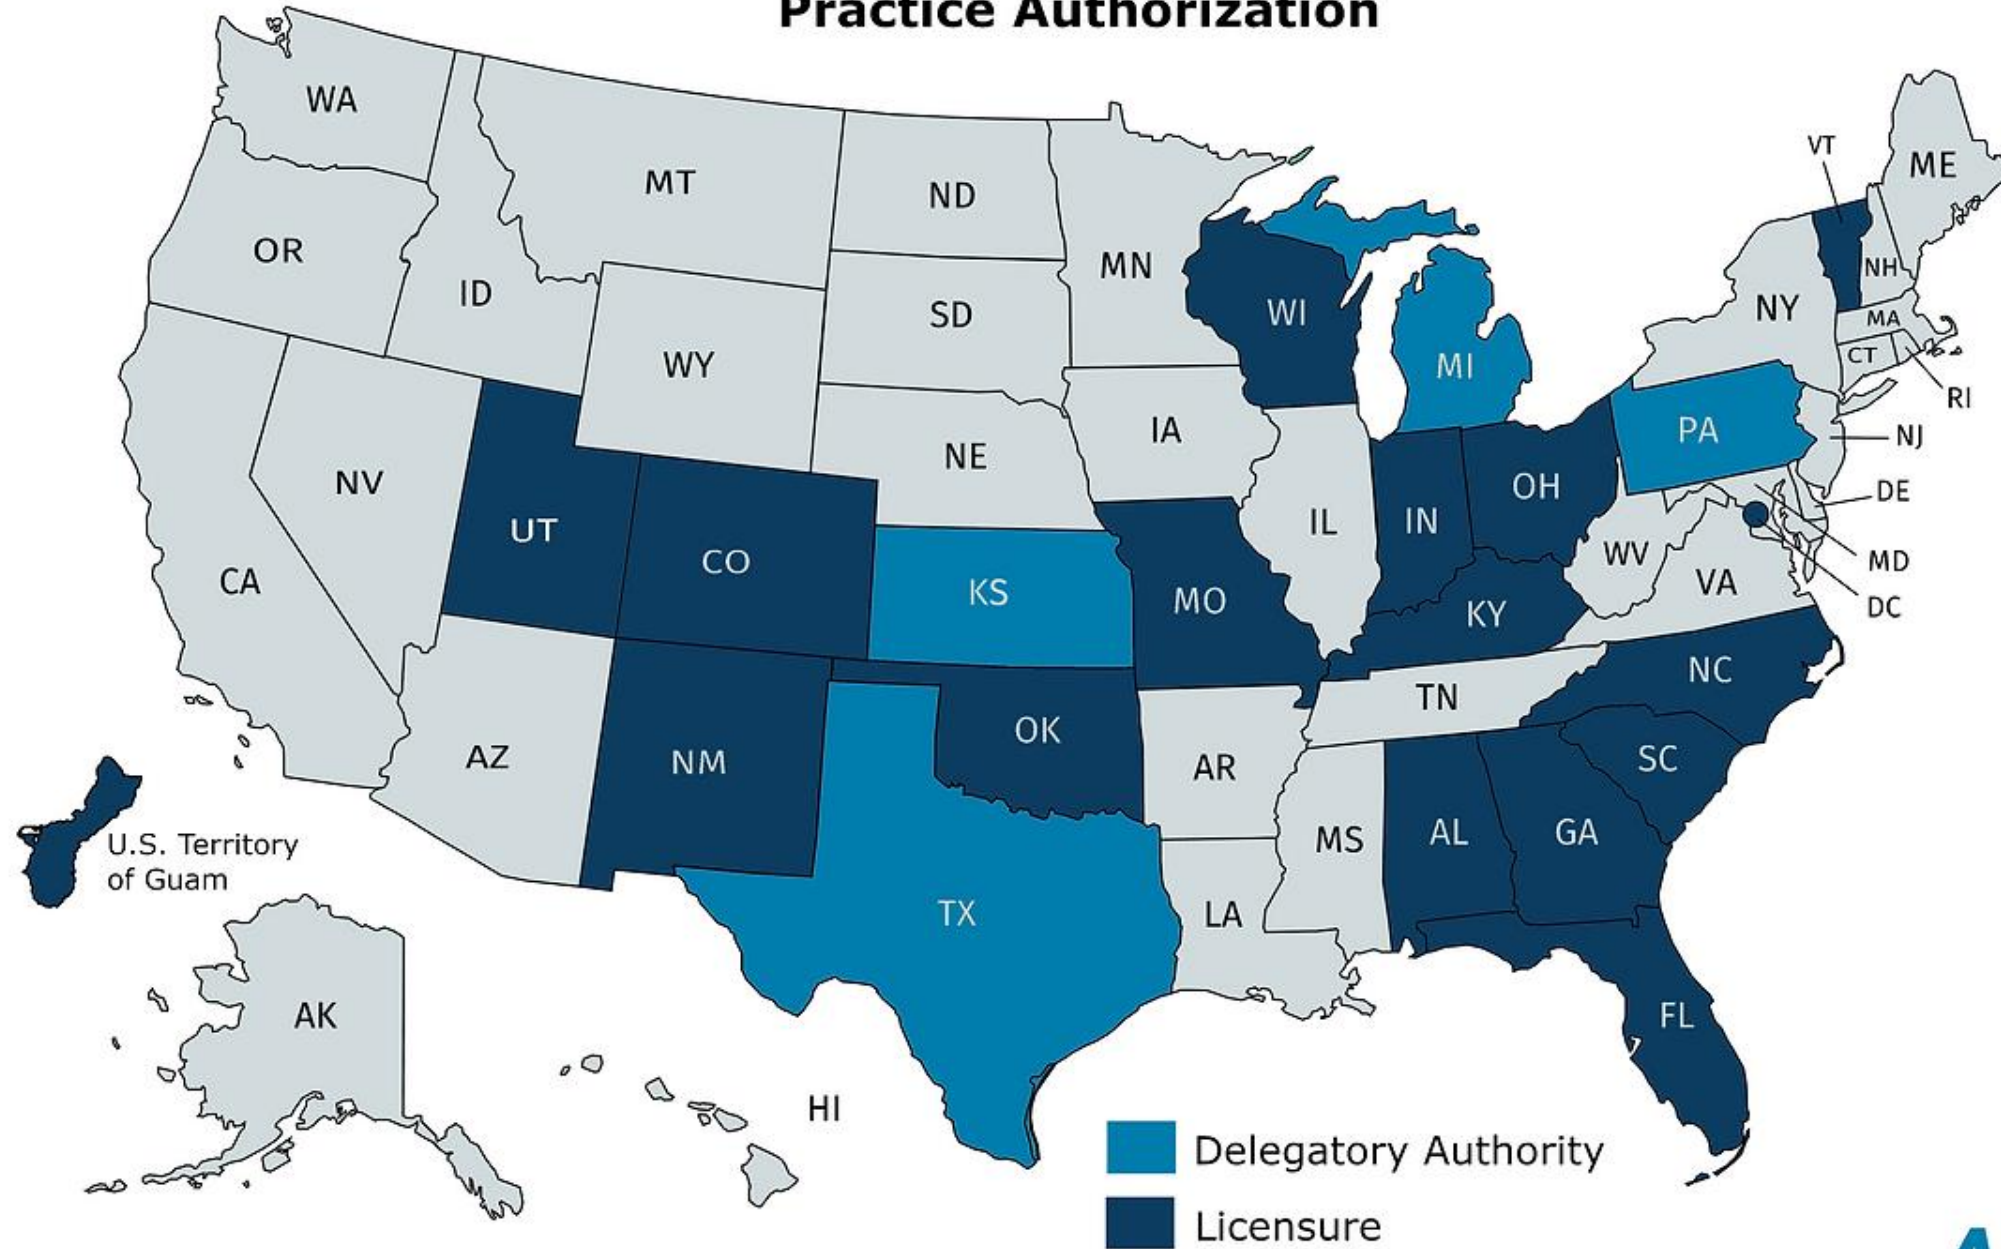 Practice Authorization
WA
MT
ND
MN
VT
ME
OR
ID
SD
WI
NH
NY
MA
WY
MI
CT
RI
IA
NE
PA
NJ
NV
UT
CO
IL
IN
OH
DE
WV
MD
CA
KS
MO
KY
VA
DC
NC
AZ
NM
OK
TN
AR
SC
MS
AL
GA
U.S. Territory
of Guam
TX
LA
AK
FL
HI
Delegatory Authority
Licensure